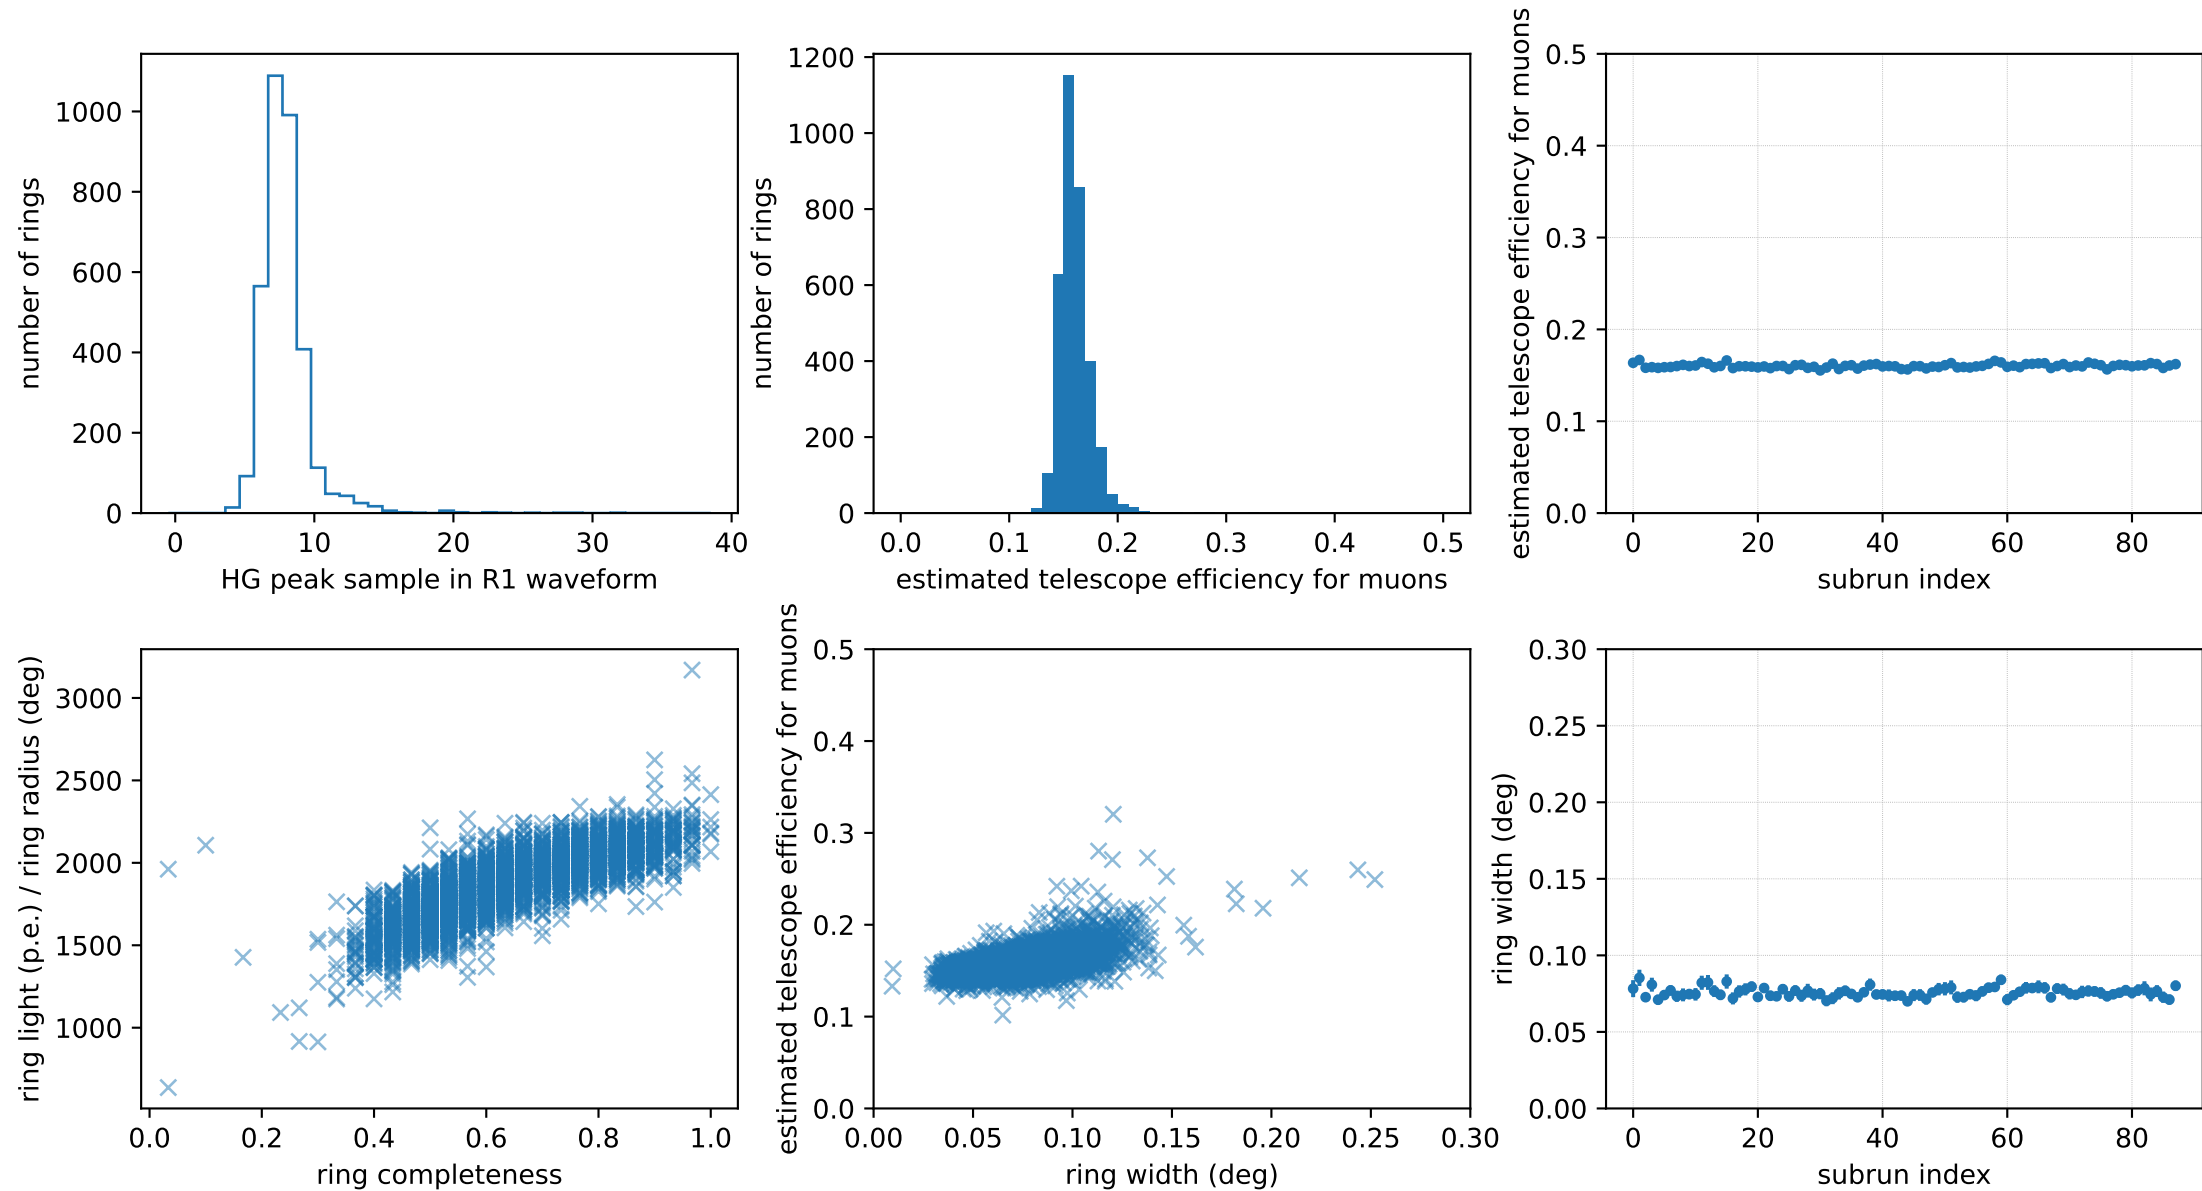 number of rings
1000
800
600
400
200
0
0 10 20 30 40
HG peak sample in R1 waveform
number of rings
1200
1000
800
600
400
200
0
0.0 0.1 0.2 0.3 0.4 0.5
estimated telescope efficiency for muons
estimated telescope efficiency for muons
0.5
0.4
0.3
0.2
0.1
0.0
0 20 40 60 80
subrun index
ring light (p.e.) / ring radius (deg)
3000
2500
2000
1500
1000
0.0 0.2 0.4 0.6 0.8 1.0
ring completeness
estimated telescope efficiency for muons
0.5
0.4
0.3
0.2
0.1
0.0
0.00 0.05 0.10 0.15 0.20 0.25 0.30
ring width (deg)
ring width (deg)
0.30
0.25
0.20
0.15
0.10
0.05
0.00
0 20 40 60 80
subrun index